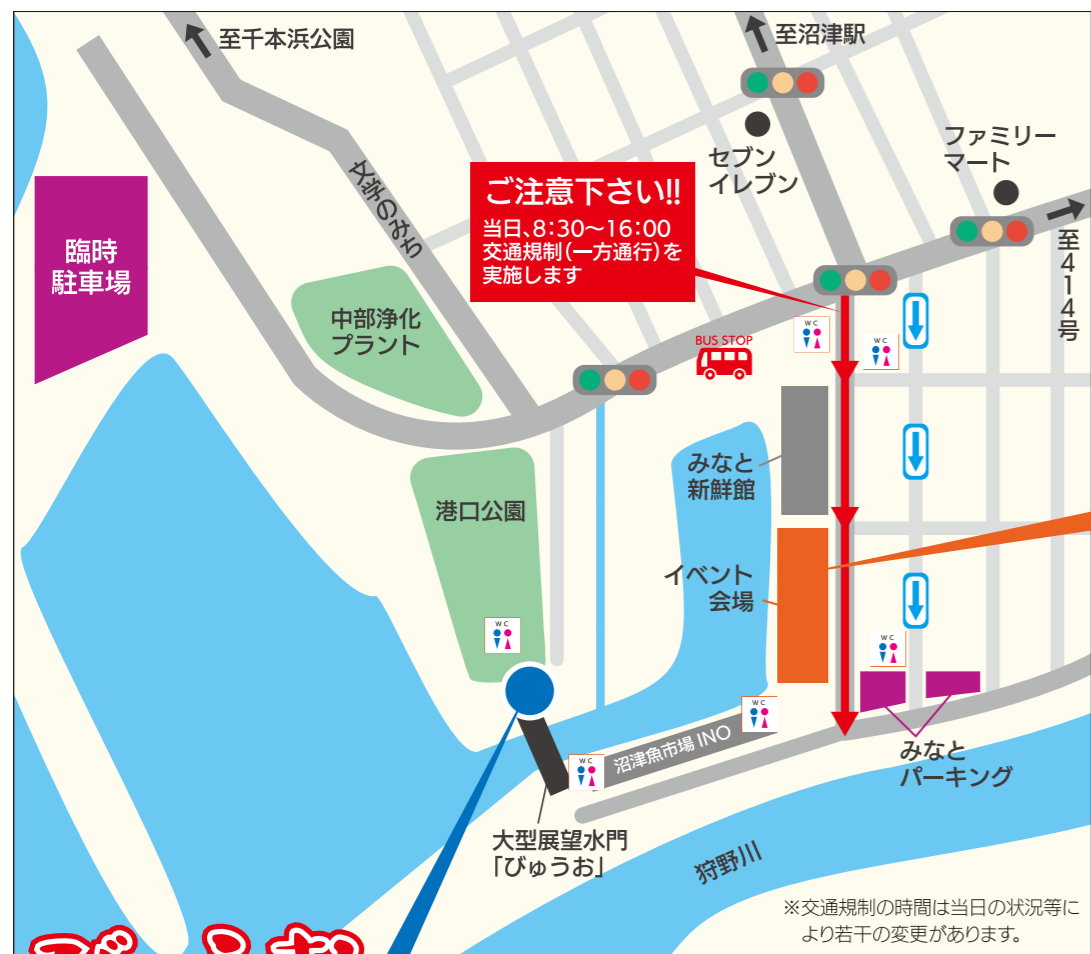 至千本浜公園
至沼津駅
ファミリー
マート
セブン
イレブン
文学のみち
ご注意下さい!!
当日、8:30〜16:00
交通規制(一方通行)を
実施します
至414号
臨時
駐車場
中部浄化
プラント
WC
WC
BUS STOP
みなと
新鮮館
港口公園
イベント
会場
WC
WC
WC
沼津魚市場 INO
WC
みなと
パーキング
大型展望水門
「びゅうお」
狩野川
※交通規制の時間は当日の状況等に
より若干の変更があります。